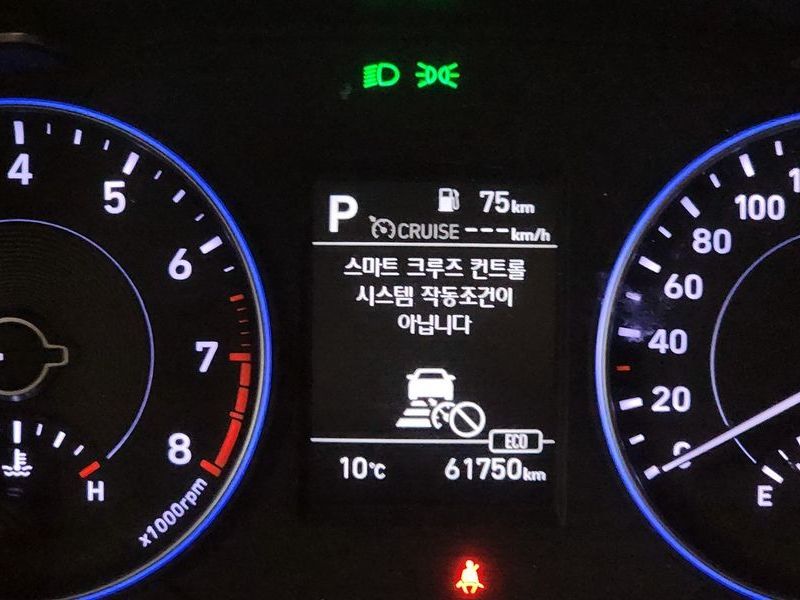 4
5
6
7
8
x1000rpm
H
P
75km
CRUISE ---km/h
스마트 크루즈 컨트롤
시스템 작동조건이
아닙니다
ECO
10℃
61750km
100
80
60
40
20
0
E